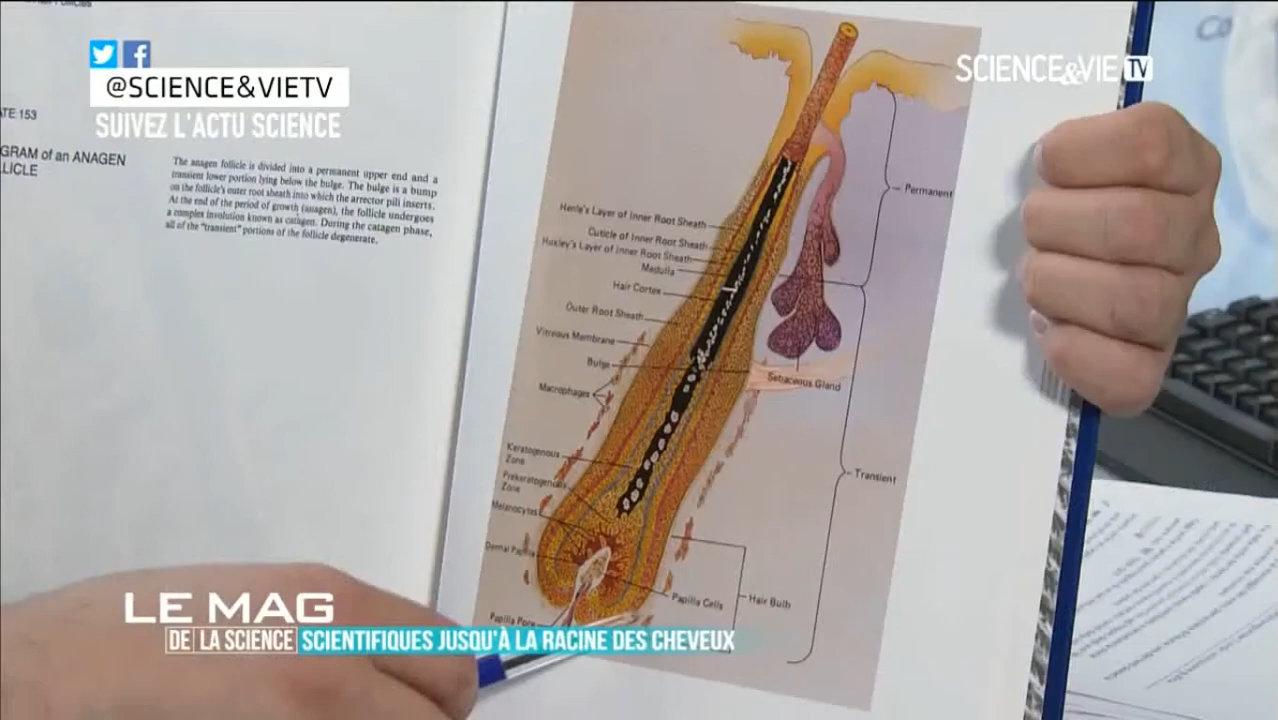 @SCIENCE&VIETV
SUIVEZ L'ACTU SCIENCE
SCIENCE&VIE TV
ATE 153
GRAM of an ANAGEN
LLICLE
The anagen follicle is divided into a permanent upper end and a
transient lower portion lying below the bulge. The bulge is a bump
on the follicle's outer root sheath into which the arrector pili inserts.
At the end of the period of growth (anagen), the follicle undergoes
a complex involution known as catagen. During the catagen phase,
all of the "transient" portions of the follicle degenerate.
Permanent
Henle's Layer of Inner Root Sheath
Cuticle of Inner Root Sheath
Huxley's Layer of Inner Root Sheath
Medulla
Hair Cortex
Outer Root Sheath
Vitreous Membrane
Bulge
Sebaceous Gland
Macrophages
Keratogenous
Zone
Prekeratogenous
Zone
Transient
Melanocytes
Dermal Papilla
Papilla Cells
Hair Bulb
Papilla Pore
LE MAG
DE LA SCIENCE SCIENTIFIQUES JUSQU'À LA RACINE DES CHEVEUX